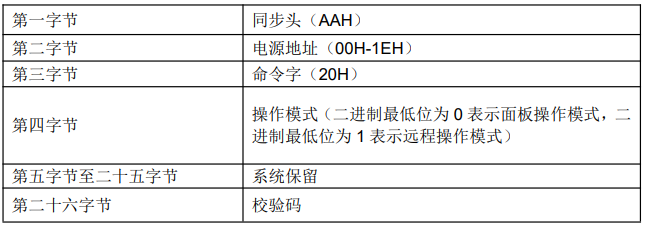 第一字节
同步头（AAH）
第二字节
电源地址（00H-1EH）
第三字节
命令字（20H）
第四字节
操作模式（二进制最低位为 0 表示面板操作模式，二
进制最低位为 1 表示远程操作模式）
第五字节至二十五字节
系统保留
第二十六字节
校验码